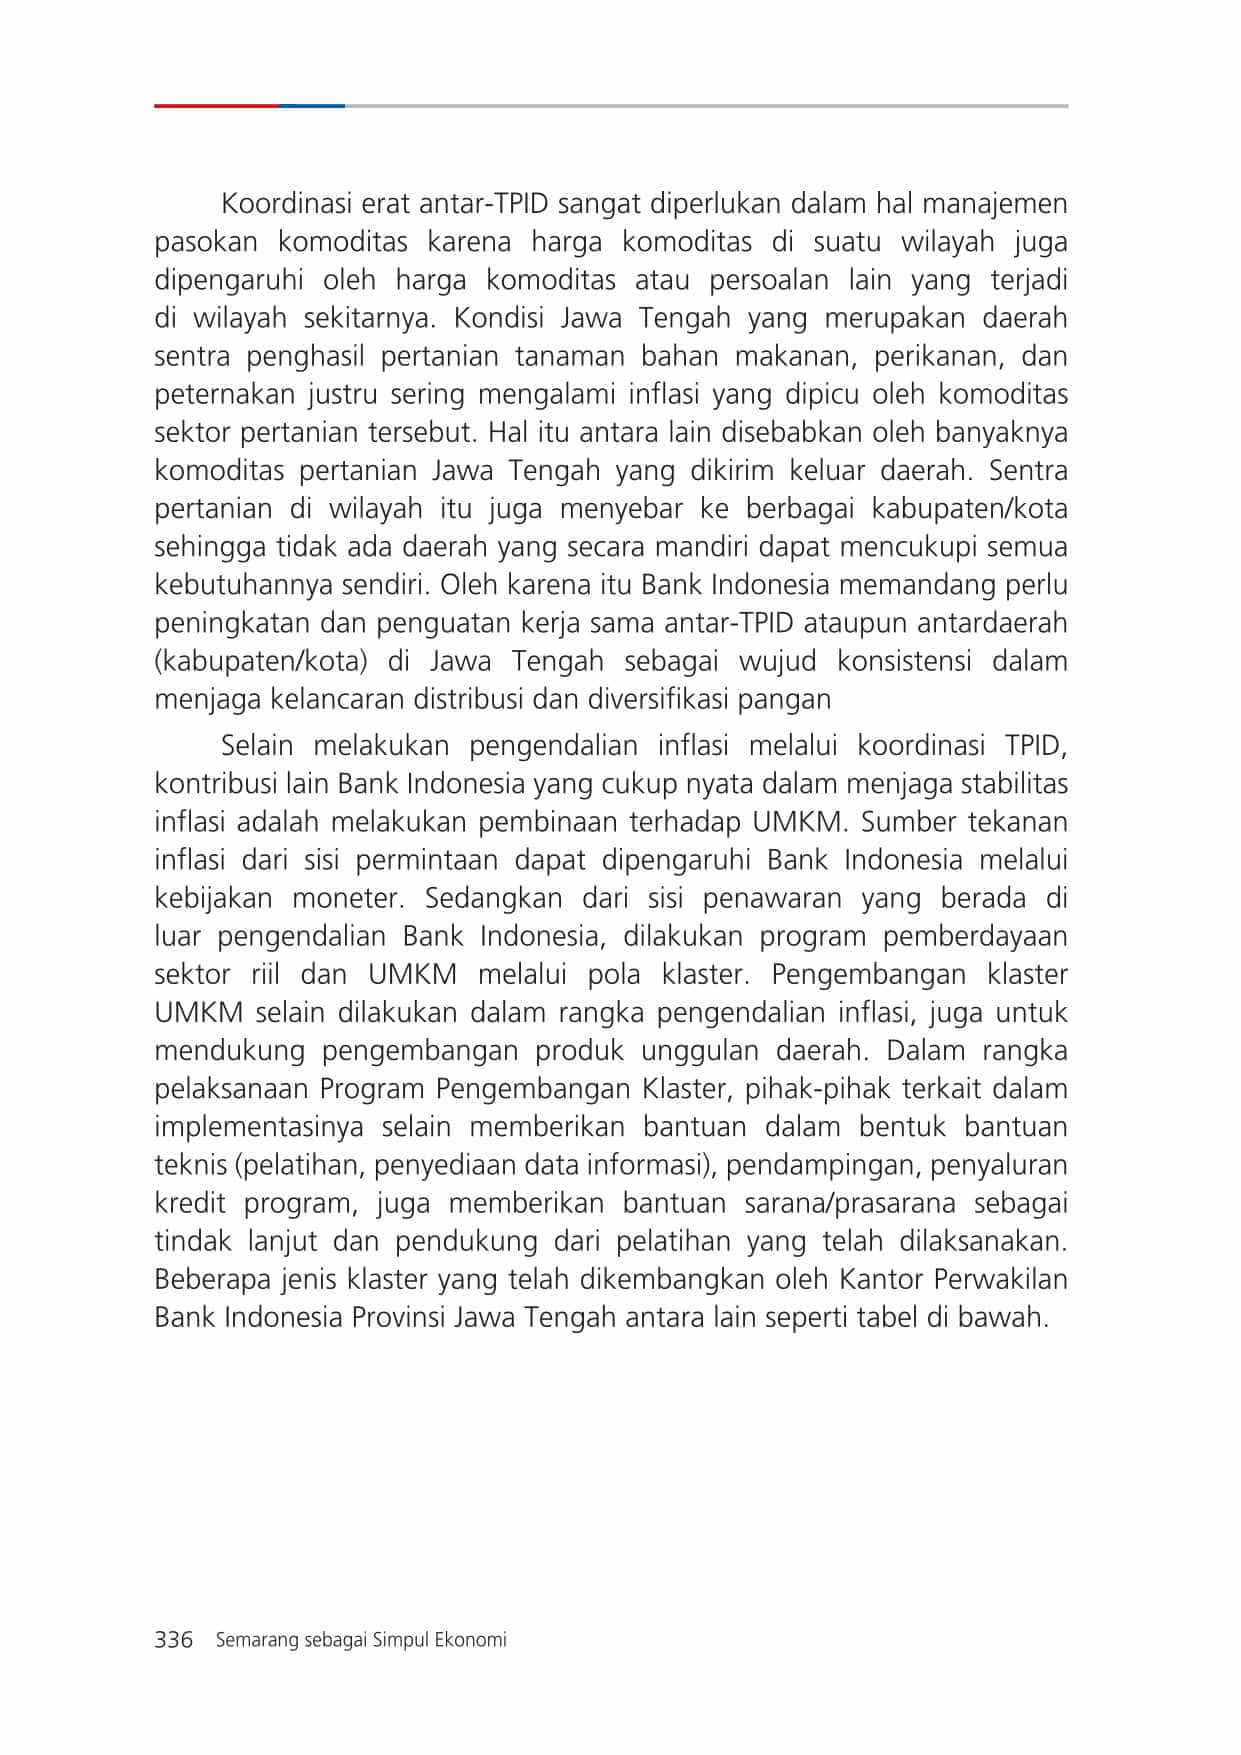 Koordinasi erat antar-TPID sangat diperlukan dalam hal manajemen
pasokan komoditas karena harga komoditas di suatu wilayah juga
dipengaruhi oleh harga komoditas atau persoalan lain yang terjadi
di wilayah sekitarnya. Kondisi Jawa Tengah yang merupakan daerah
sentra penghasil pertanian tanaman bahan makanan, perikanan, dan
peternakan justru sering mengalami inflasi yang dipicu oleh komoditas
sektor pertanian tersebut. Hal itu antara lain disebabkan oleh banyaknya
komoditas pertanian Jawa Tengah yang dikirim keluar daerah. Sentra
pertanian di wilayah itu juga menyebar ke berbagai kabupaten/kota
sehingga tidak ada daerah yang secara mandiri dapat mencukupi semua
kebutuhannya sendiri. Oleh karena itu Bank Indonesia memandang perlu
peningkatan dan penguatan kerja sama antar-TPID ataupun antardaerah
(kabupaten/kota) di Jawa Tengah sebagai wujud konsistensi dalam
menjaga kelancaran distribusi dan diversifikasi pangan
Selain melakukan pengendalian inflasi melalui koordinasi TPID,
kontribusi lain Bank Indonesia yang cukup nyata dalam menjaga stabilitas
inflasi adalah melakukan pembinaan terhadap UMKM. Sumber tekanan
inflasi dari sisi permintaan dapat dipengaruhi Bank Indonesia melalui
kebijakan moneter. Sedangkan dari sisi penawaran yang berada di
luar pengendalian Bank Indonesia, dilakukan program pemberdayaan
sektor riil dan UMKM melalui pola klaster. Pengembangan klaster
UMKM selain dilakukan dalam rangka pengendalian inflasi, juga untuk
mendukung pengembangan produk unggulan daerah. Dalam rangka
pelaksanaan Program Pengembangan Klaster, pihak-pihak terkait dalam
implementasinya selain memberikan bantuan dalam bentuk bantuan
teknis (pelatihan, penyediaan data informasi), pendampingan, penyaluran
kredit program, juga memberikan bantuan sarana/prasarana sebagai
tindak lanjut dan pendukung dari pelatihan yang telah dilaksanakan.
Beberapa jenis klaster yang telah dikembangkan oleh Kantor Perwakilan
Bank Indonesia Provinsi Jawa Tengah antara lain seperti tabel di bawah.
336 Semarang sebagai Simpul Ekonomi